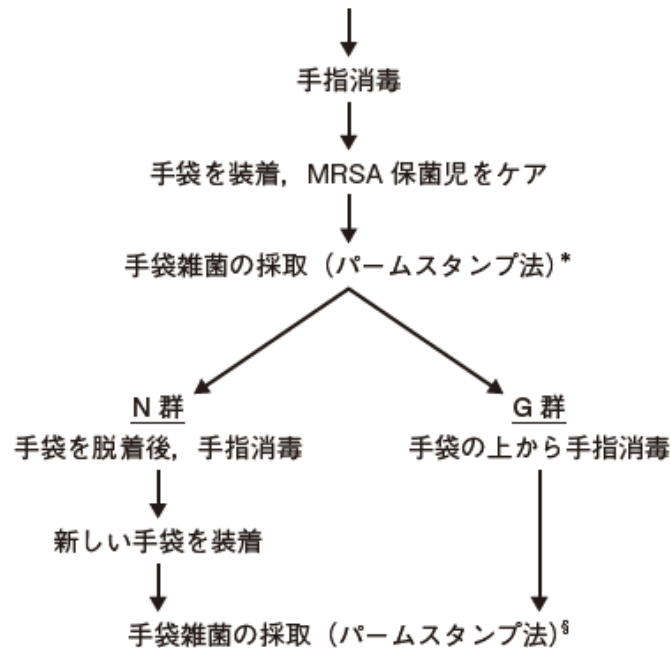 手指消毒
手袋を装着，MRSA 保菌児をケア
手袋雑菌の採取（パームスタンプ法）*
N 群
手袋を脱着後，手指消毒
新しい手袋を装着
G 群
手袋の上から手指消毒
手袋雑菌の採取（パームスタンプ法）§